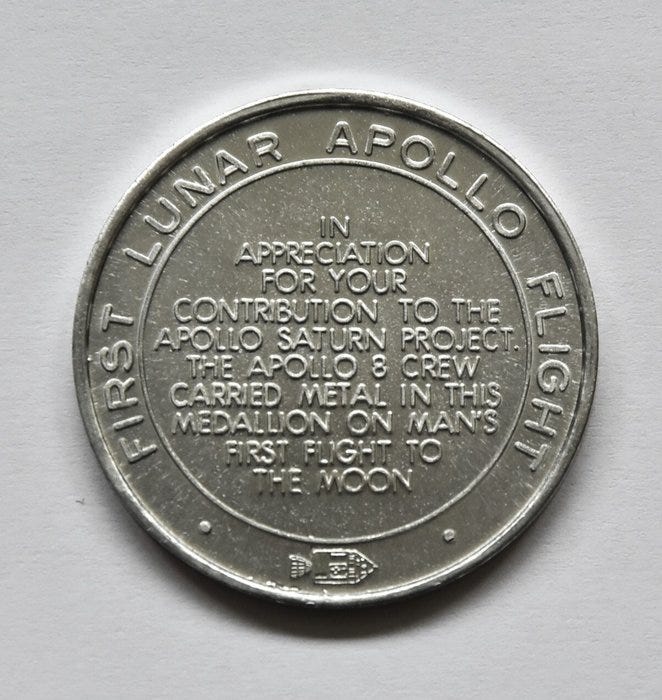 FIRST LUNAR APOLLO FLIGHT
IN
APPRECIATION
FOR YOUR
CONTRIBUTION TO THE
APOLLO SATURN PROJECT.
THE APOLLO 8 CREW
CARRIED METAL IN THIS
MEDALLION ON MAN'S
FIRST FLIGHT TO
THE MOON